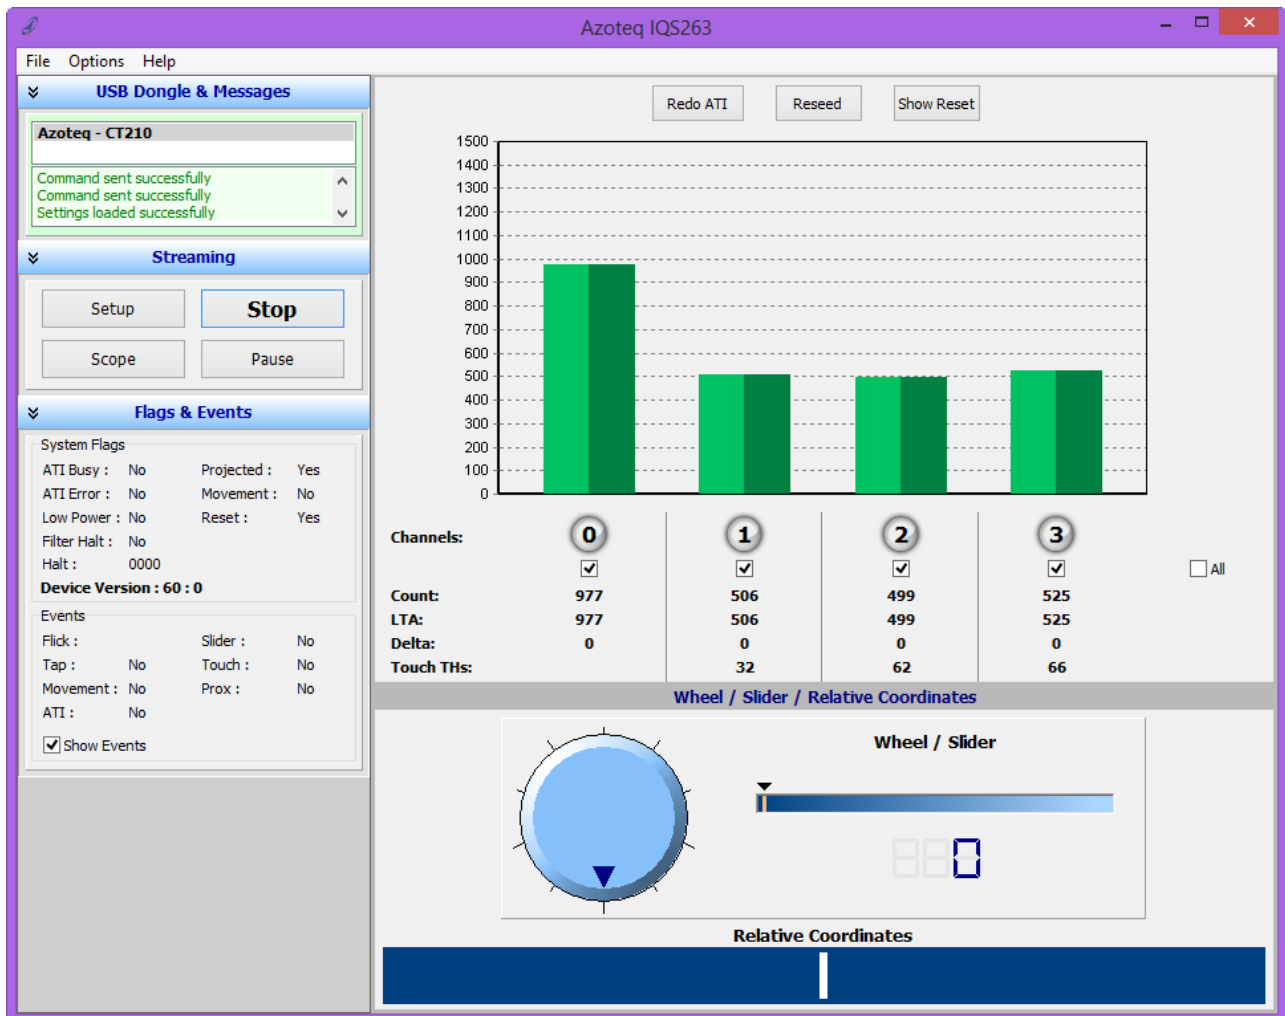 Azoteq IQS263
File Options Help
USB Dongle & Messages
Azoteq - CT210
Command sent successfully
Command sent successfully
Settings loaded successfully
Streaming
Setup Stop
Scope Pause
Flags & Events
System Flags
ATI Busy : No Projected : Yes
ATI Error : No Movement : No
Low Power : No Reset : Yes
Filter Halt : No
Halt : 0000
Device Version : 60 : 0
Events
Flick : Slider : No
Tap : No Touch : No
Movement : No Prox : No
ATI : No
Show Events
Redo ATI Reseed Show Reset
1500
1400
1300
1200
1100
1000
900
800
700
600
500
400
300
200
100
0
Channels: 0 1 2 3
All
Count: 977 506 499 525
LTA: 977 506 499 525
Delta: 0 0 0 0
Touch THs: 32 62 66
Wheel / Slider / Relative Coordinates
Wheel / Slider
0
Relative Coordinates